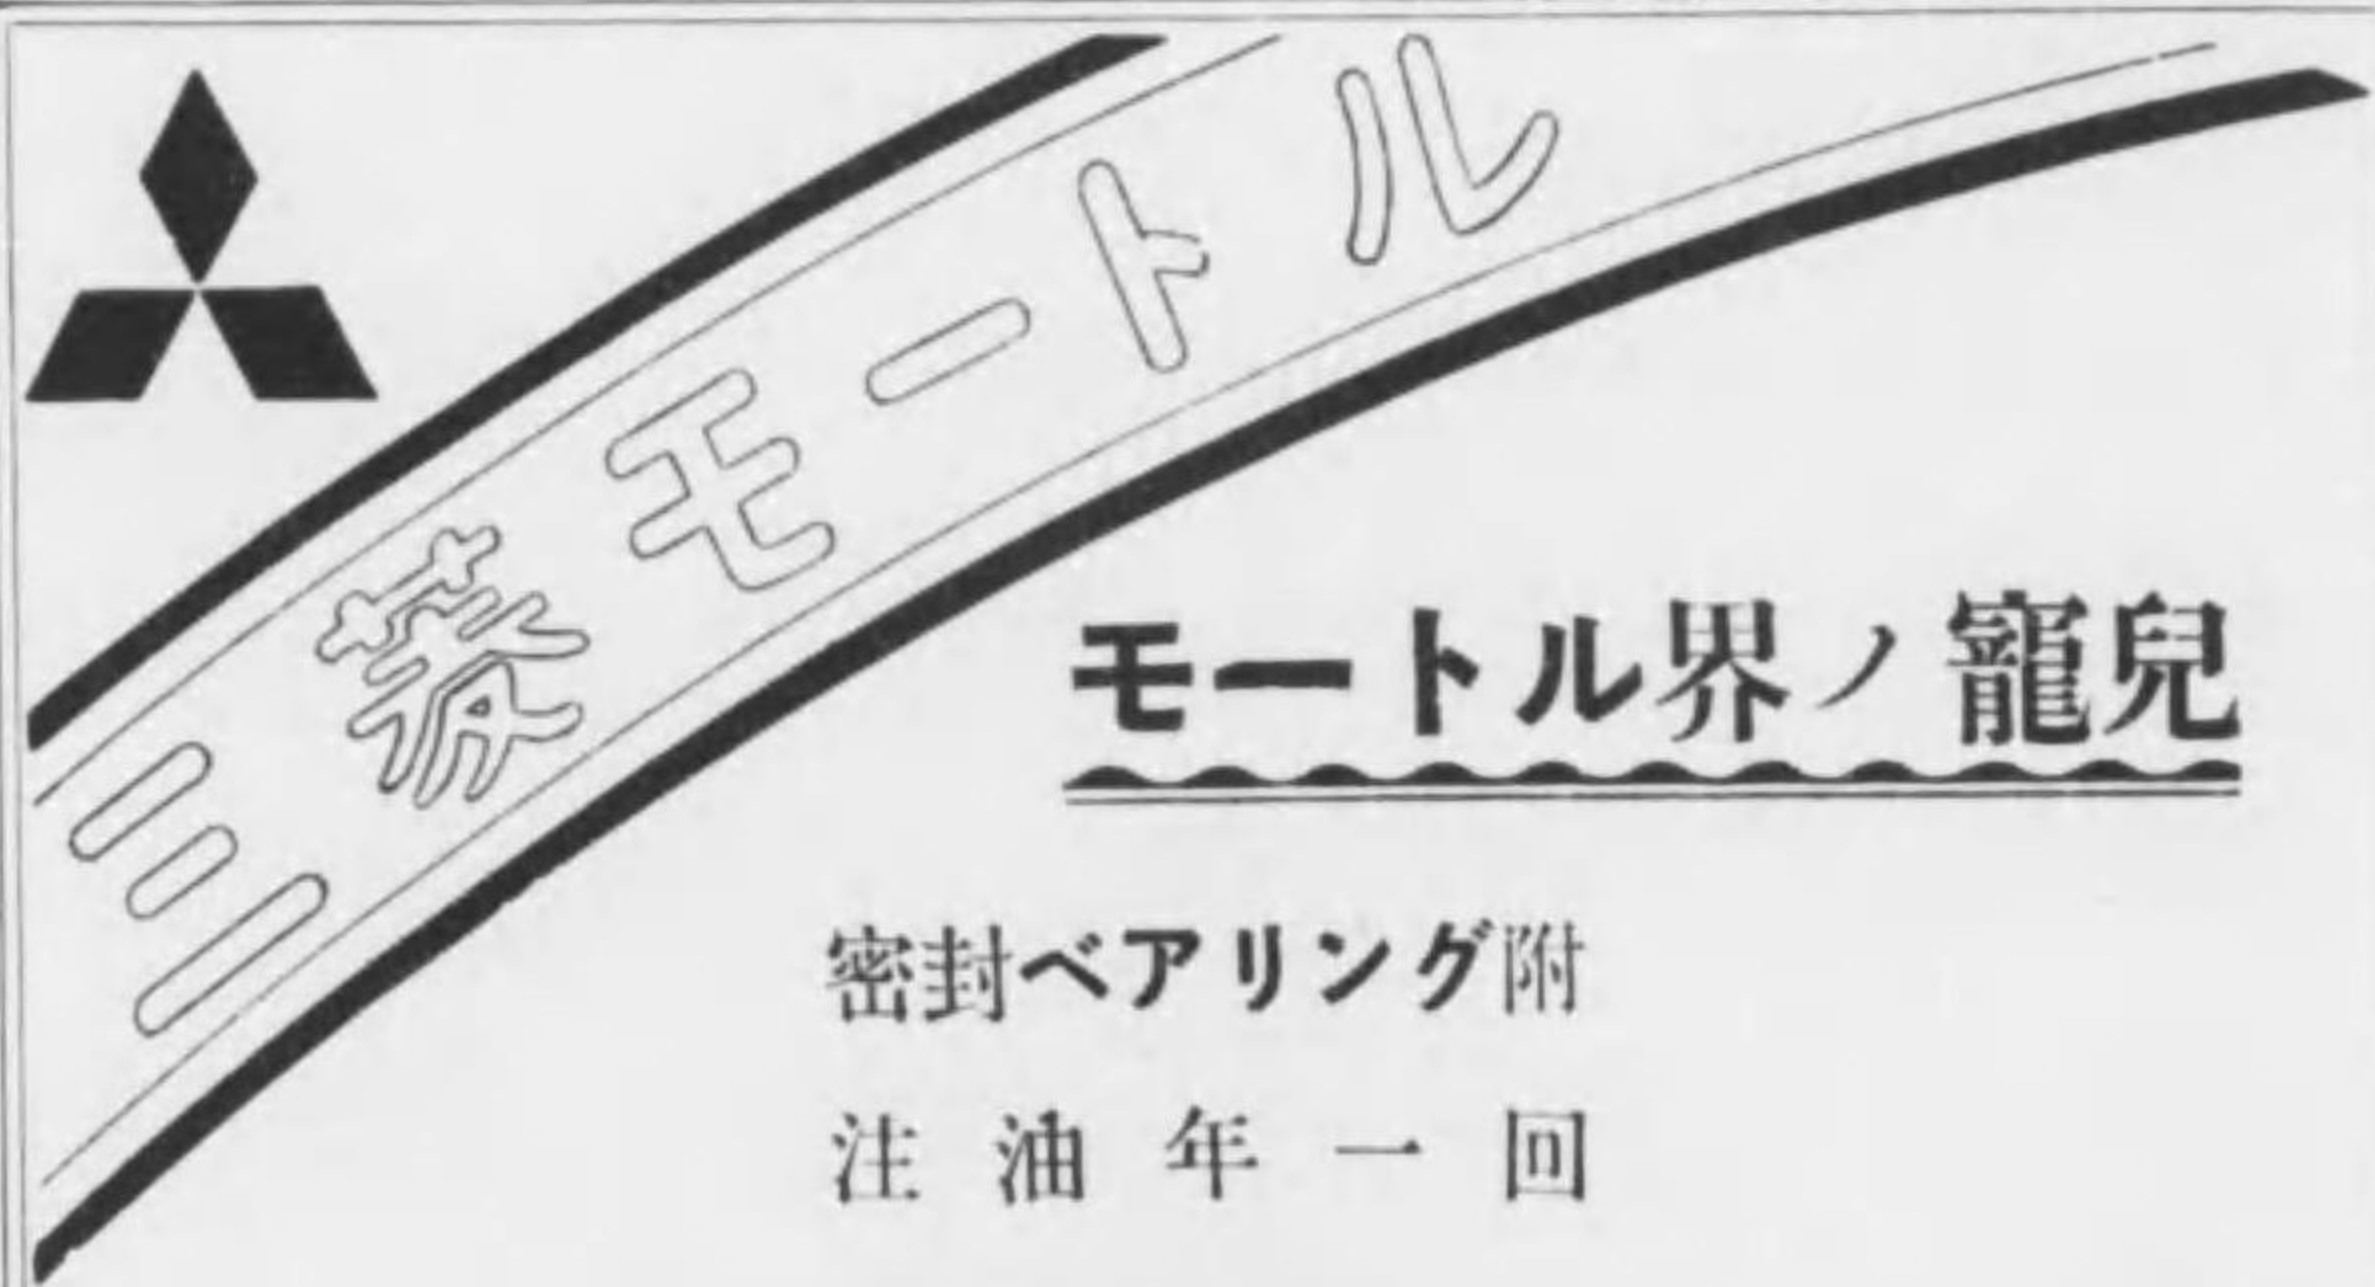 三菱モートル
モートル界ノ寵兒
密封ベアリング附
注油年一回